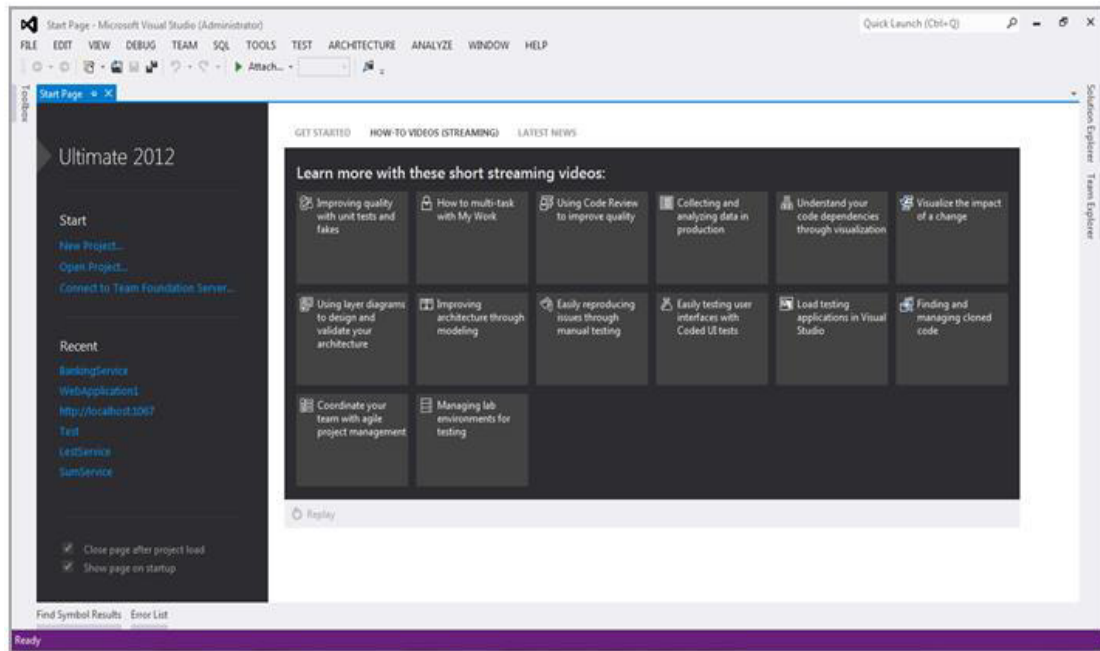 Start Page - Microsoft Visual Studio (Administrator)
Quick Launch (Ctrl+Q)
FILE EDIT VIEW DEBUG TEAM SQL TOOLS TEST ARCHITECTURE ANALYZE WINDOW HELP
Attach...
Toolbox
Start Page
Solution Explorer
Team Explorer
Ultimate 2012
Start
New Project...
Open Project...
Connect to Team Foundation Server...
Recent
BankingService
WebApplication1
http://localhost:1067
Test
LestService
SumService
Close page after project load
Show page on startup
GET STARTED HOW-TO VIDEOS (STREAMING) LATEST NEWS
Learn more with these short streaming videos:
Improving quality
with unit tests and
fakes
How to multi-task
with My Work
Using Code Review
to improve quality
Collecting and
analyzing data in
production
Understand your
code dependencies
through visualization
Visualize the impact
of a change
Using layer diagrams
to design and
validate your
architecture
Improving
architecture through
modeling
Easily reproducing
issues through
manual testing
Easily testing user
interfaces with
Coded UI tests
Load testing
applications in Visual
Studio
Finding and
managing cloned
code
Coordinate your
team with agile
project management
Managing lab
environments for
testing
Replay
Find Symbol Results Error List
Ready